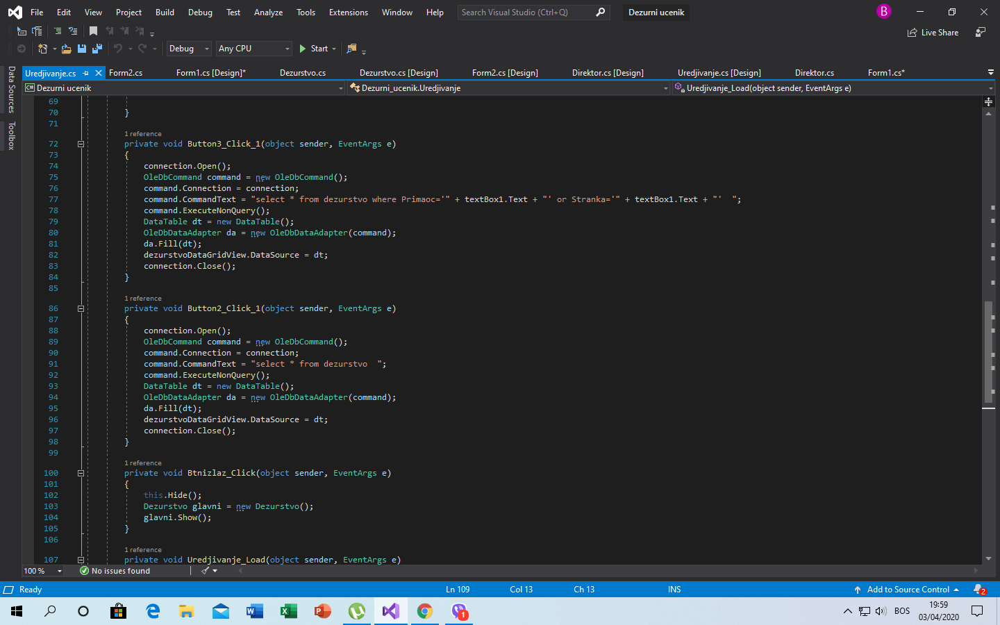 File Edit View Project Build Debug Test Analyze Tools Extensions Window Help Search Visual Studio (Ctrl+Q) Dezurni ucenik B
Live Share
Debug Any CPU Start
Uredjivanje.cs Form2.cs Form1.cs [Design]* Dezurstvo.cs Dezurstvo.cs [Design] Form2.cs [Design] Direktor.cs [Design] Uredjivanje.cs [Design] Direktor.cs Form1.cs*
Data Sources
Toolbox
C# Dezurni ucenik Dezurni_ucenik.Uredjivanje Uredjivanje_Load(object sender, EventArgs e)
69
70 }
71
1 reference
72 private void Button3_Click_1(object sender, EventArgs e)
73 {
74 connection.Open();
75 OleDbCommand command = new OleDbCommand();
76 command.Connection = connection;
77 command.CommandText = "select * from dezurstvo where Primaoc='" + textBox1.Text + "' or Stranka='" + textBox1.Text + "'  ";
78 command.ExecuteNonQuery();
79 DataTable dt = new DataTable();
80 OleDbDataAdapter da = new OleDbDataAdapter(command);
81 da.Fill(dt);
82 dezurstvoDataGridView.DataSource = dt;
83 connection.Close();
84 }
85
1 reference
86 private void Button2_Click_1(object sender, EventArgs e)
87 {
88 connection.Open();
89 OleDbCommand command = new OleDbCommand();
90 command.Connection = connection;
91 command.CommandText = "select * from dezurstvo  ";
92 command.ExecuteNonQuery();
93 DataTable dt = new DataTable();
94 OleDbDataAdapter da = new OleDbDataAdapter(command);
95 da.Fill(dt);
96 dezurstvoDataGridView.DataSource = dt;
97 connection.Close();
98 }
99
1 reference
100 private void Btnizlaz_Click(object sender, EventArgs e)
101 {
102 this.Hide();
103 Dezurstvo glavni = new Dezurstvo();
104 glavni.Show();
105 }
106
1 reference
107 private void Uredjivanje_Load(object sender, EventArgs e)
100 % No issues found
Ready Ln 109 Col 13 Ch 13 INS Add to Source Control 2
1 BOS 19:59
03/04/2020